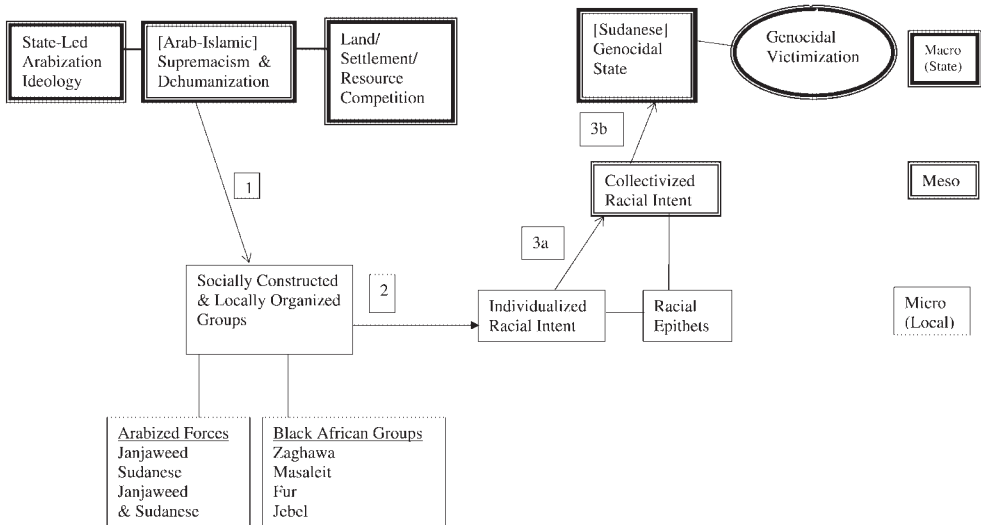 State-Led
Arabization
Ideology
[Arab-Islamic]
Supremacism &
Dehumanization
Land/
Settlement/
Resource
Competition
[Sudanese]
Genocidal
State
Genocidal
Victimization
Macro
(State)
3b
1
Collectivized
Racial Intent
Meso
3a
Socially Constructed
& Locally Organized
Groups
2
Individualized
Racial Intent
Racial
Epithets
Micro
(Local)
Arabized Forces
Janjaweed
Sudanese
Janjaweed
& Sudanese
Black African Groups
Zaghawa
Masaleit
Fur
Jebel